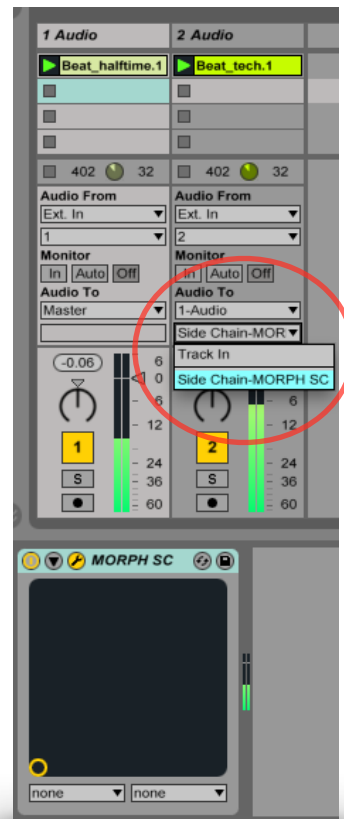 1 Audio 2 Audio
Beat_halftime.1 Beat_tech.1
402 32 402 32
Audio From Audio From
Ext. In Ext. In
1 2
Monitor Monitor
In Auto Off In Auto Off
Audio To Audio To
Master 1-Audio
Side Chain-MOR
Track In
Side Chain-MORPH SC
-0.06 6
0
6 6
12 12
1 2
24 24
S 36 S 36
60 60
MORPH SC
none none